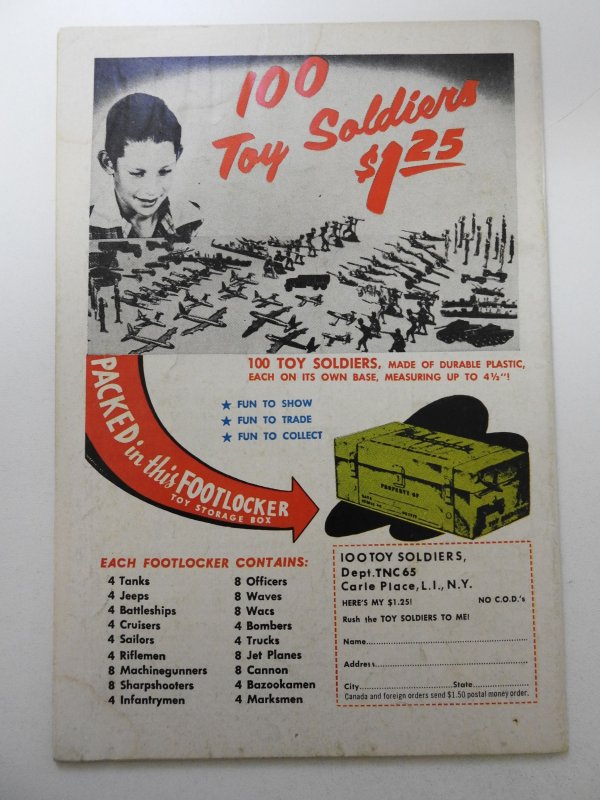 100
Toy Soldiers
$1.25
100 TOY SOLDIERS, MADE OF DURABLE PLASTIC,
EACH ON ITS OWN BASE, MEASURING UP TO 4½"!
★ FUN TO SHOW
★ FUN TO TRADE
★ FUN TO COLLECT
PACKED in this FOOTLOCKER
TOY STORAGE BOX
PROPERTY OF
EACH FOOTLOCKER CONTAINS:
4 Tanks
4 Jeeps
4 Battleships
4 Cruisers
4 Sailors
4 Riflemen
8 Machinegunners
8 Sharpshooters
4 Infantrymen
8 Officers
8 Waves
8 Wacs
4 Bombers
4 Trucks
8 Jet Planes
8 Cannon
4 Bazookamen
4 Marksmen
100 TOY SOLDIERS,
Dept.TNC65
Carle Place, L.I., N.Y.
HERE'S MY $1.25! NO C.O.D.'s
Rush the TOY SOLDIERS TO ME!
Name
Address
City State
Canada and foreign orders send $1.50 postal money order.